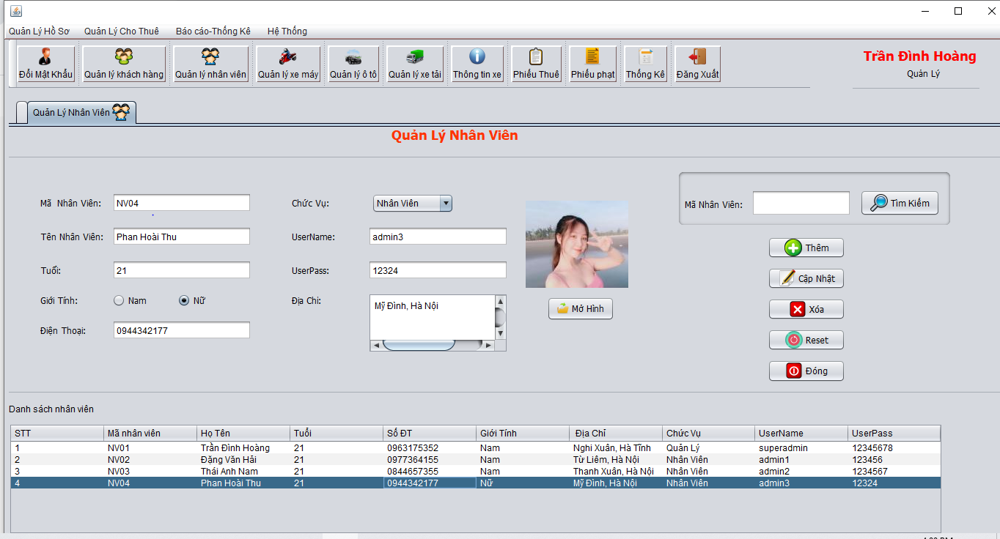 Quản Lý Hồ Sơ Quản Lý Cho Thuê Báo cáo-Thống Kê Hệ Thống
Đổi Mật Khẩu Quản lý khách hàng Quản lý nhân viên Quản lý xe máy Quản lý ô tô Quản lý xe tải Thông tin xe Phiếu Thuê Phiếu phạt Thống Kê Đăng Xuất
Trần Đình Hoàng
Quản Lý
Quản Lý Nhân Viên
Quản Lý Nhân Viên
Mã Nhân Viên: NV04 Chức Vụ: Nhân Viên
Mã Nhân Viên: Tìm Kiếm
Tên Nhân Viên: Phan Hoài Thu UserName: admin3
Thêm
Tuổi: 21 UserPass: 12324
Cập Nhật
Giới Tính: Nam Nữ Địa Chỉ: Mỹ Đình, Hà Nội
Mở Hình
Xóa
Điện Thoại: 0944342177
Reset
Đóng
Danh sách nhân viên
STT Mã nhân viên Họ Tên Tuổi Số ĐT Giới Tính Địa Chỉ Chức Vụ UserName UserPass
1 NV01 Trần Đình Hoàng 21 0963175352 Nam Nghi Xuân, Hà Tĩnh Quản Lý superadmin 12345678
2 NV02 Đặng Văn Hải 21 0977364155 Nam Từ Liêm, Hà Nội Nhân Viên admin1 123456
3 NV03 Thái Anh Nam 21 0844657355 Nam Thanh Xuân, Hà Nội Nhân Viên admin2 1234567
4 NV04 Phan Hoài Thu 21 0944342177 Nữ Mỹ Đình, Hà Nội Nhân Viên admin3 12324